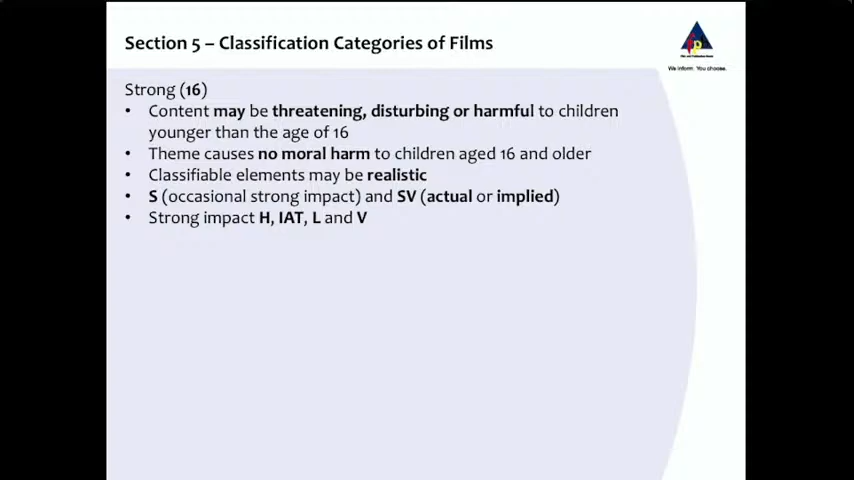 Section 5 – Classification Categories of Films
We inform. You choose.
Strong (16)
• Content may be threatening, disturbing or harmful to children
younger than the age of 16
• Theme causes no moral harm to children aged 16 and older
• Classifiable elements may be realistic
• S (occasional strong impact) and SV (actual or implied)
• Strong impact H, IAT, L and V